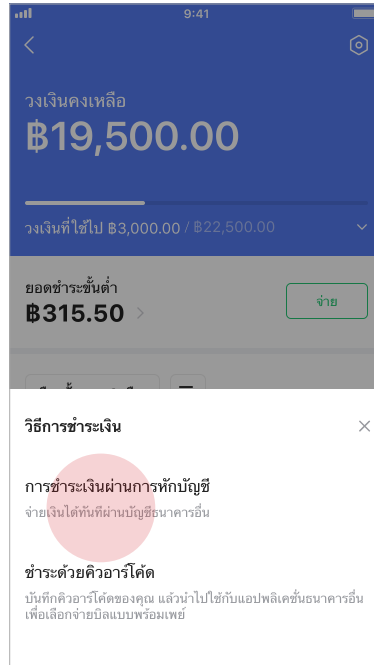 9:41
วงเงินคงเหลือ
฿19,500.00
วงเงินที่ใช้ไป ฿3,000.00 / ฿22,500.00
ยอดชำระขั้นต่ำ
฿315.50
จ่าย
วิธีการชำระเงิน
การชำระเงินผ่านการหักบัญชี
จ่ายเงินได้ทันทีผ่านบัญชีธนาคารอื่น
ชำระด้วยคิวอาร์โค้ด
บันทึกคิวอาร์โค้ดของคุณ แล้วนำไปใช้กับแอปพลิเคชั่นธนาคารอื่น
เพื่อเลือกจ่ายบิลแบบพร้อมเพย์